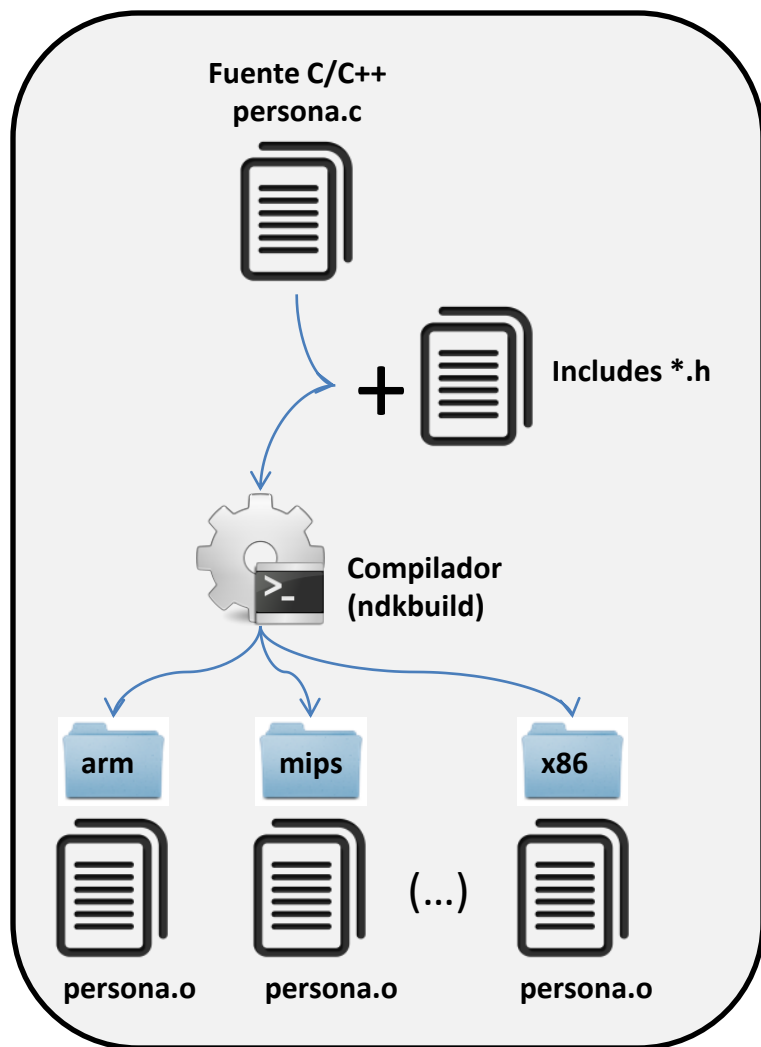 Fuente C/C++
persona.c
+
Includes *.h
>_
Compilador
(ndkbuild)
arm
mips
x86
(...)
persona.o
persona.o
persona.o